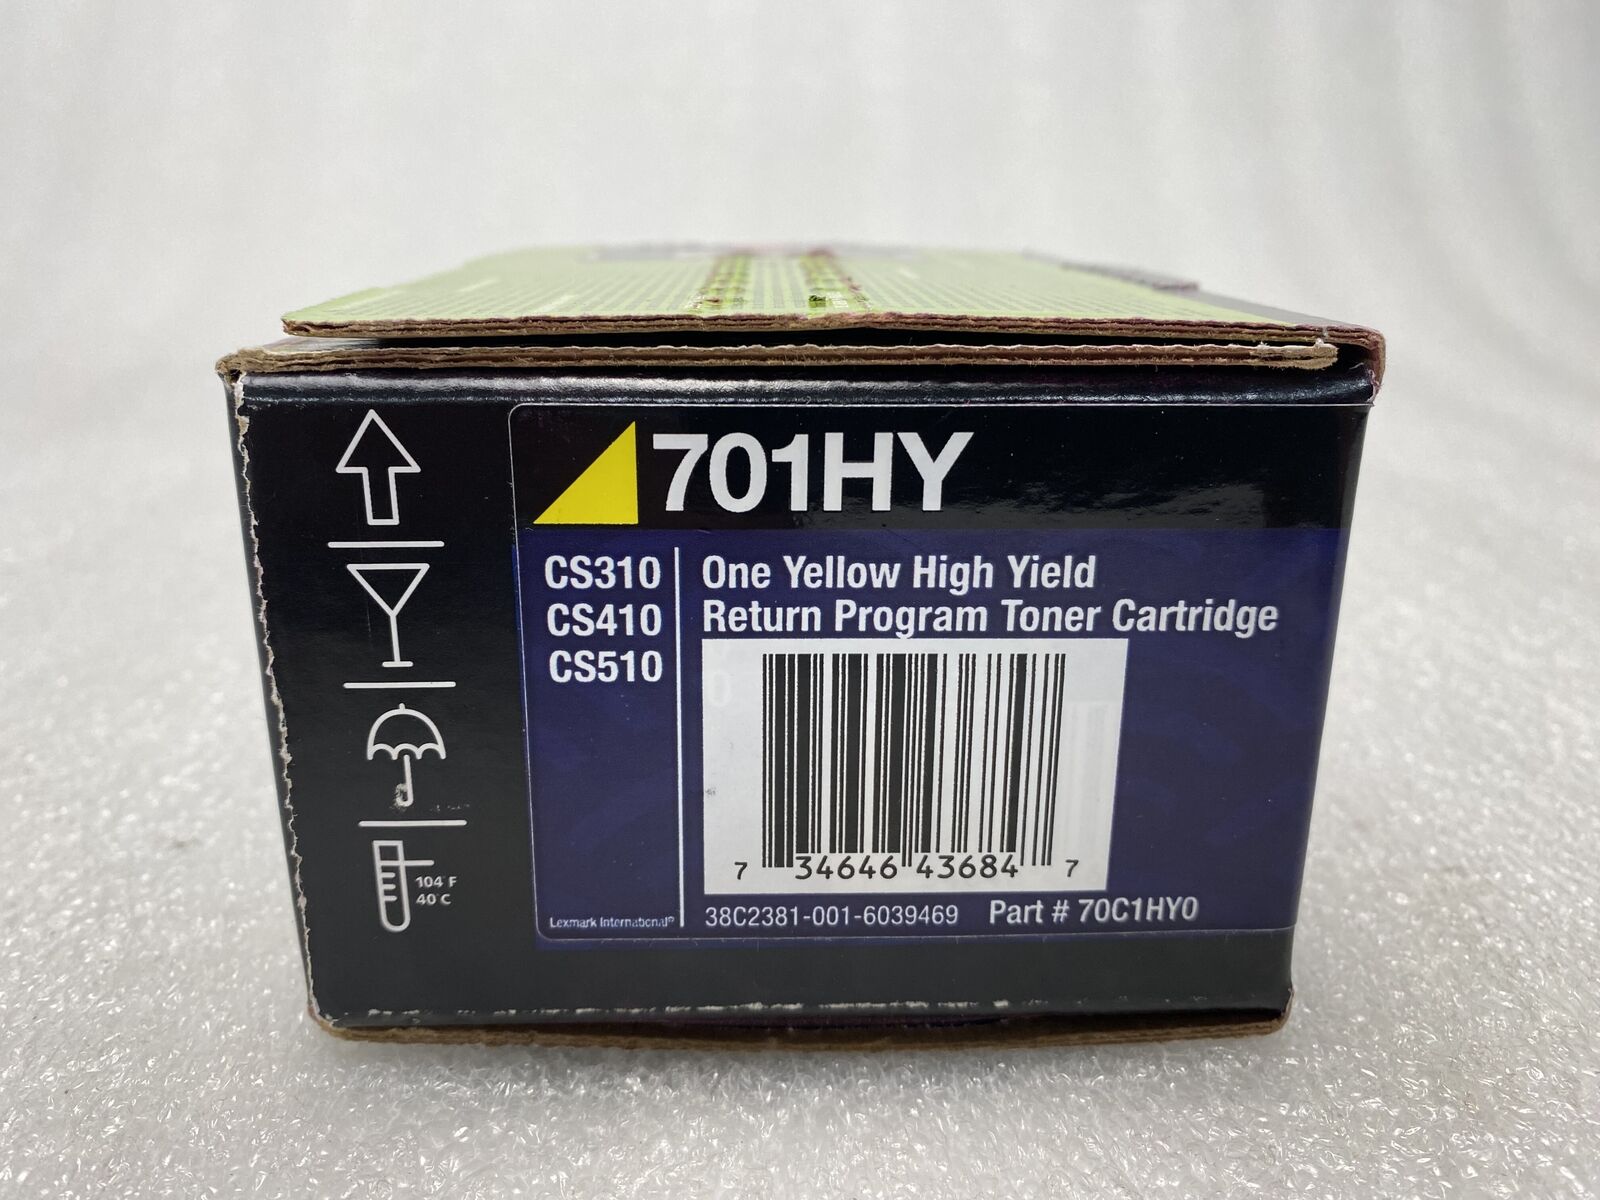 701HY
CS310
CS410
CS510
One Yellow High Yield
Return Program Toner Cartridge
7 34646 43684 7
104 F
40 C
Lexmark International
38C2381-001-6039469
Part # 70C1HY0